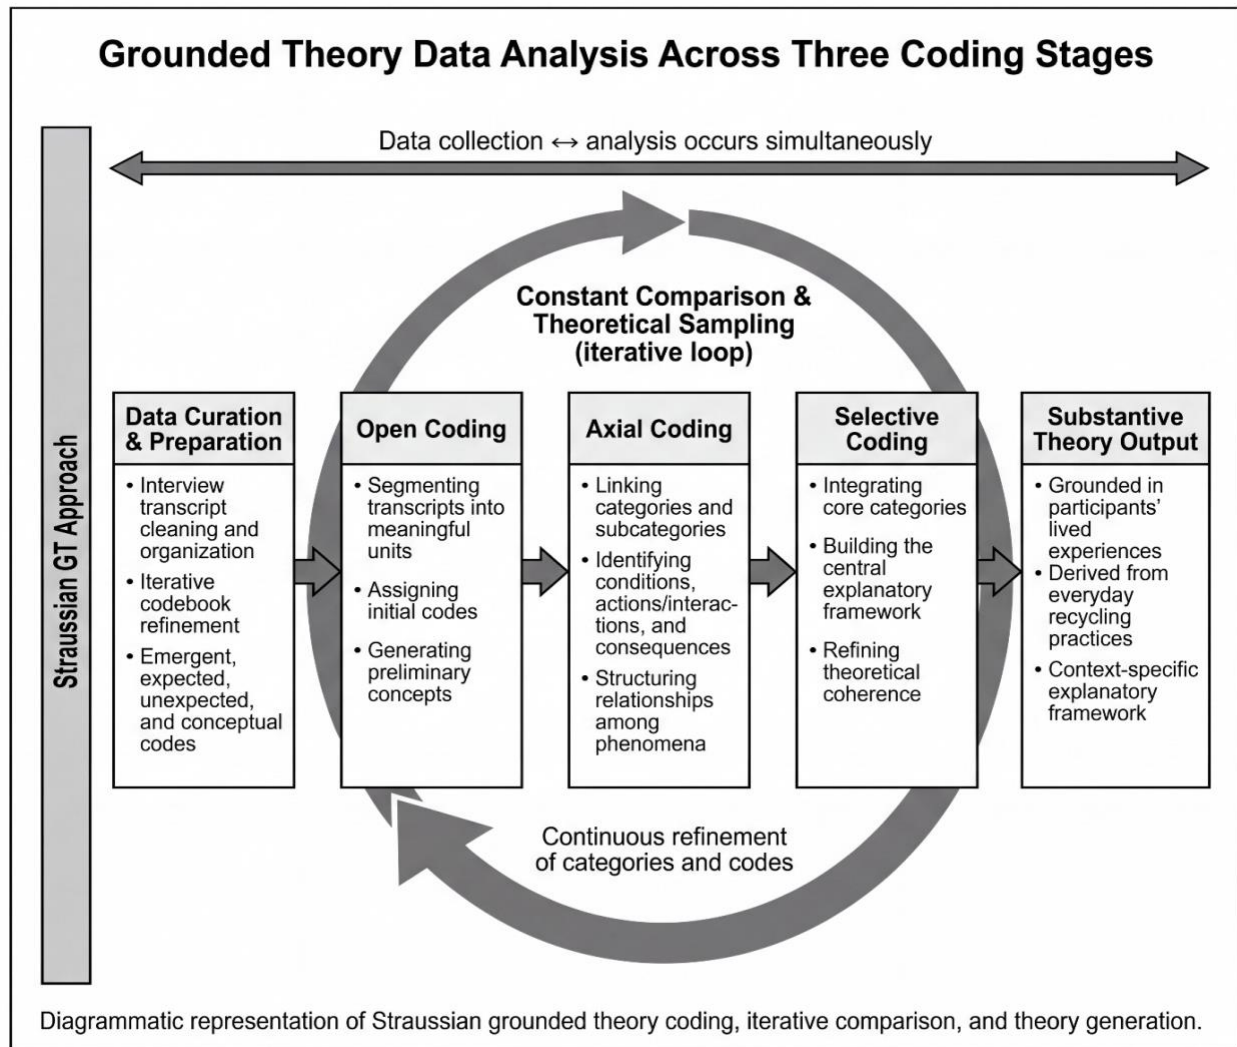 Grounded Theory Data Analysis Across Three Coding Stages
Straussian GT Approach
Data collection ↔ analysis occurs simultaneously
Constant Comparison &
Theoretical Sampling
(iterative loop)
Data Curation
& Preparation
• Interview
transcript
cleaning and
organization
• Iterative
codebook
refinement
• Emergent,
expected,
unexpected,
and conceptual
codes
Open Coding
• Segmenting
transcripts into
meaningful
units
• Assigning
initial codes
• Generating
preliminary
concepts
Axial Coding
• Linking
categories and
subcategories
• Identifying
conditions,
actions/interac-
tions, and
consequences
• Structuring
relationships
among
phenomena
Selective
Coding
• Integrating
core categories
• Building the
central
explanatory
framework
• Refining
theoretical
coherence
Substantive
Theory Output
• Grounded in
participants’
lived
experiences
• Derived from
everyday
recycling
practices
• Context-specific
explanatory
framework
Continuous refinement
of categories and codes
Diagrammatic representation of Straussian grounded theory coding, iterative comparison, and theory generation.